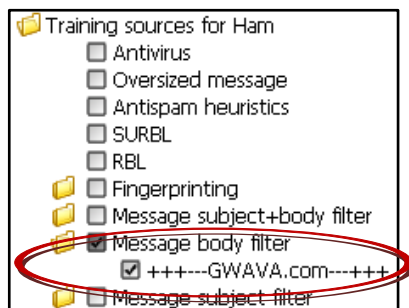 Training sources for Ham
Antivirus
Oversized message
Antispam heuristics
SURBL
RBL
Fingerprinting
Message subject+body filter
Message body filter
+++---GWAVA.com---+++
Message subject filter